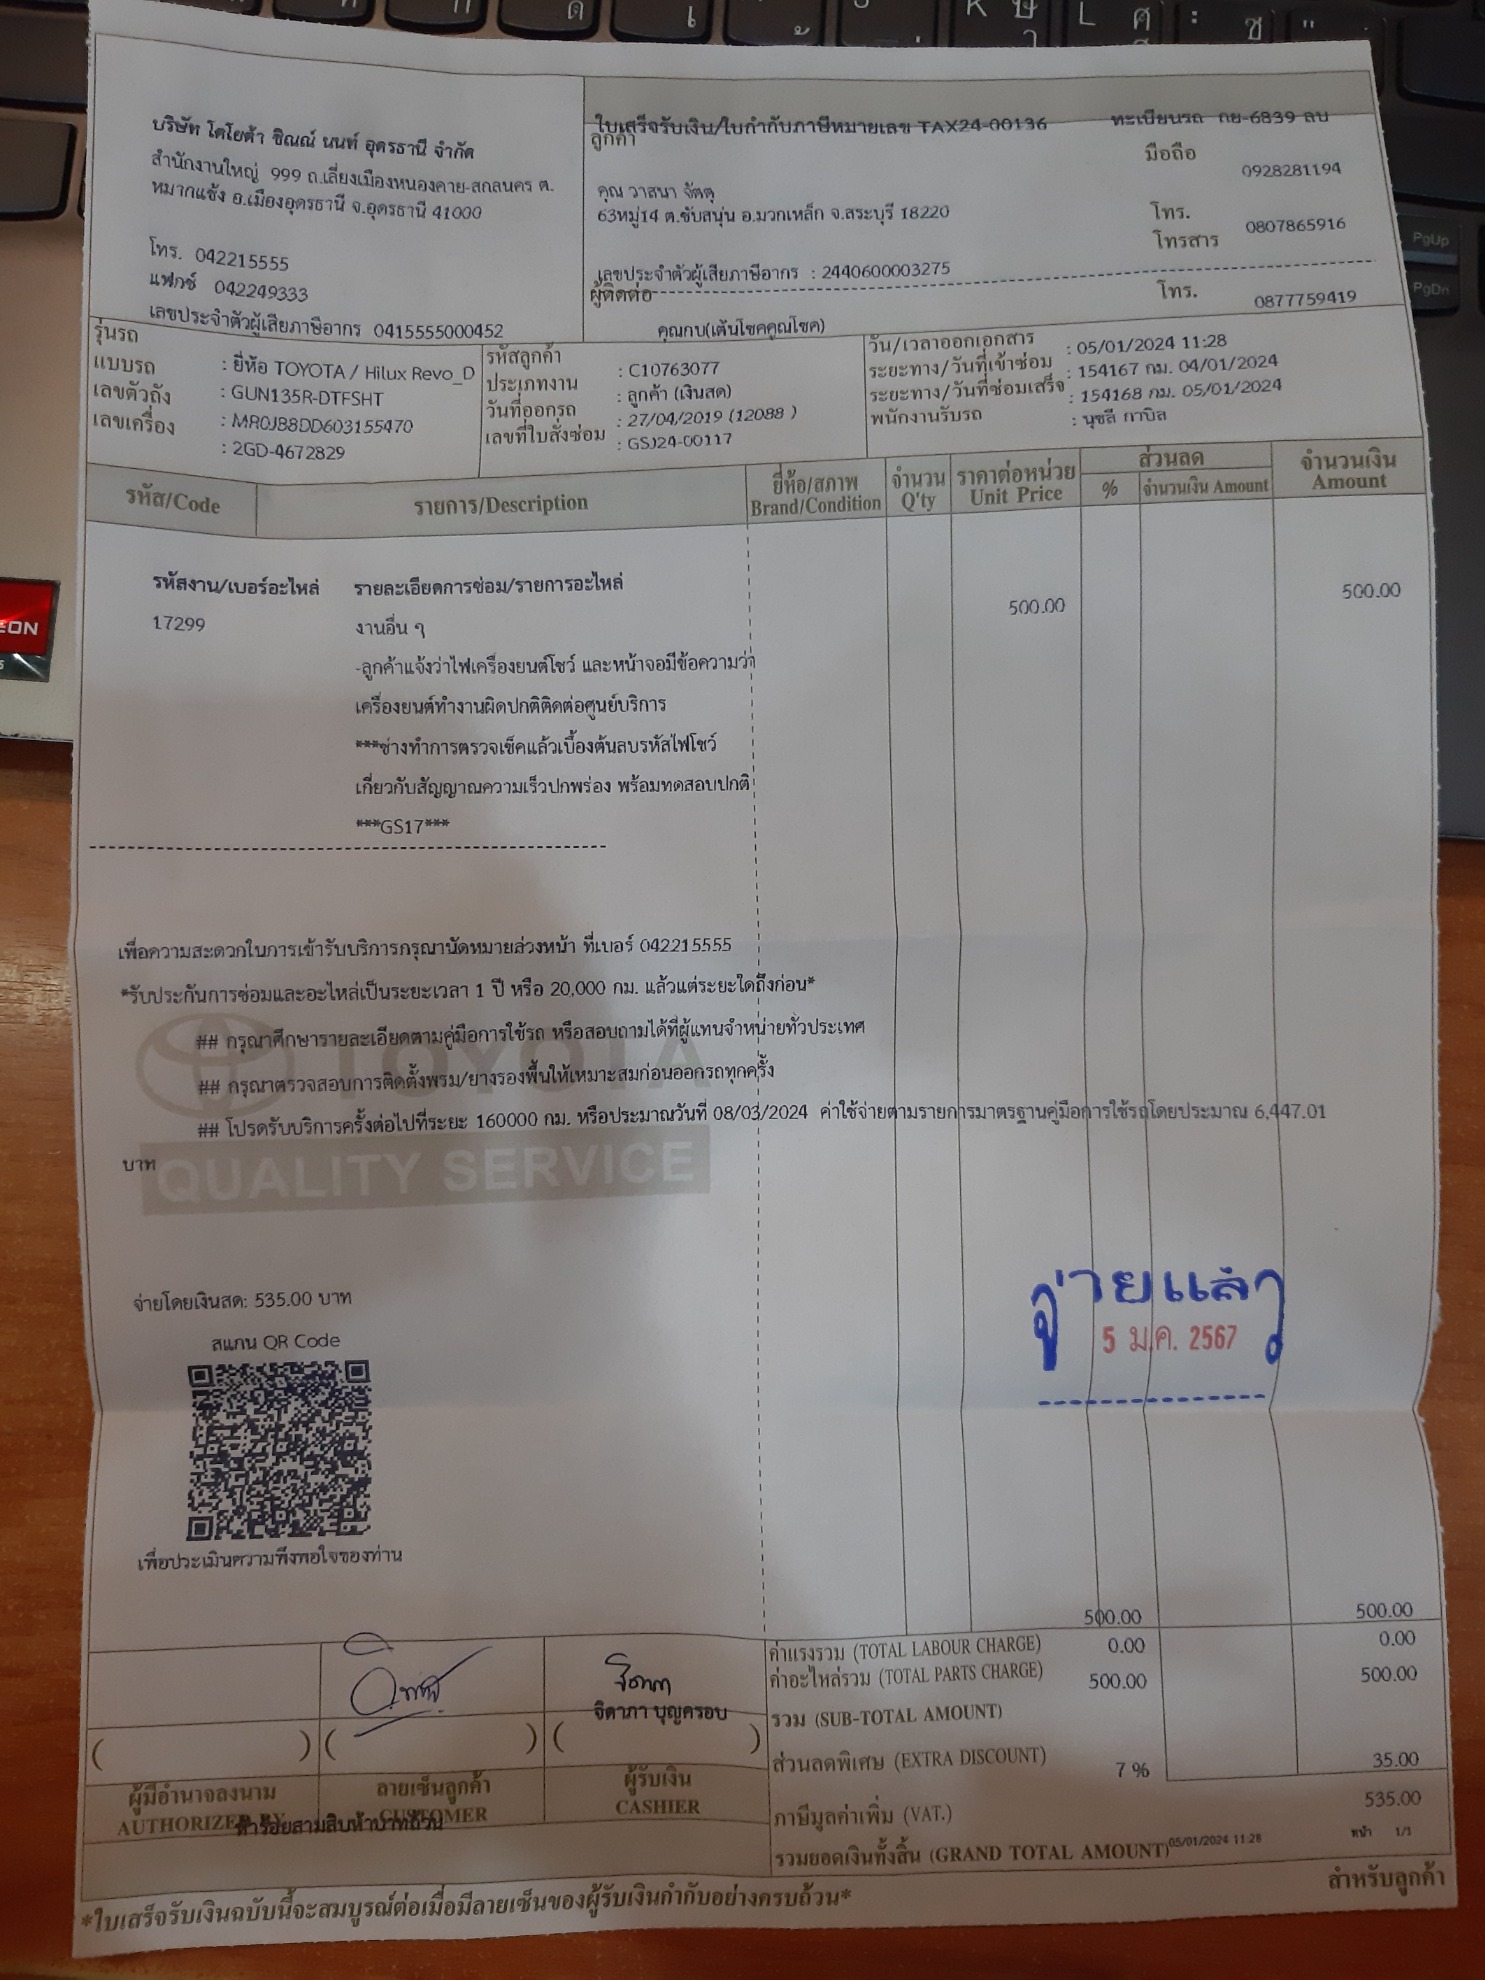 บริษัท โตโยต้า ชิณณ์ นนท์ อุดรธานี จำกัด
สำนักงานใหญ่ 999 ถ.เลี่ยงเมืองหนองคาย-สกลนคร ต.
หมากแข้ง อ.เมืองอุดรธานี จ.อุดรธานี 41000
โทร. 042215555
แฟกซ์ 042249333
เลขประจำตัวผู้เสียภาษีอากร 0415555000452
ใบเสร็จรับเงิน/ใบกำกับภาษีหมายเลข TAX24-00136 ทะเบียนรถ กย-6839 ลบ
ลูกค้า
มือถือ 0928281194
คุณ วาสนา จัตตุ
63หมู่14 ต.ซับสนุ่น อ.มวกเหล็ก จ.สระบุรี 18220
โทร. 0807865916
โทรสาร
เลขประจำตัวผู้เสียภาษีอากร : 2440600003275
ผู้ติดต่อ
โทร. 0877759419
คุณกบ(เต้นโชคคูณโชค)
รุ่นรถ : ยี่ห้อ TOYOTA / Hilux Revo_D
แบบรถ : GUN135R-DTFSHT
เลขตัวถัง : MR0JB8DD603155470
เลขเครื่อง : 2GD-4672829
รหัสลูกค้า : C10763077
ประเภทงาน : ลูกค้า (เงินสด)
วันที่ออกรถ : 27/04/2019 (12088 )
เลขที่ใบสั่งซ่อม : GSJ24-00117
วัน/เวลาออกเอกสาร : 05/01/2024 11:28
ระยะทาง/วันที่เข้าซ่อม : 154167 กม. 04/01/2024
ระยะทาง/วันที่ซ่อมเสร็จ : 154168 กม. 05/01/2024
พนักงานรับรถ : นุชลี กาบิล
รหัส/Code รายการ/Description ยี่ห้อ/สภาพ Brand/Condition จำนวน Q'ty ราคาต่อหน่วย Unit Price ส่วนลด % จำนวนเงิน Amount จำนวนเงิน Amount
รหัสงาน/เบอร์อะไหล่ รายละเอียดการซ่อม/รายการอะไหล่
17299 งานอื่น ๆ 500.00 500.00
-ลูกค้าแจ้งว่าไฟเครื่องยนต์โชว์ และหน้าจอมีข้อความว่า
เครื่องยนต์ทำงานผิดปกติติดต่อศูนย์บริการ
***ช่างทำการตรวจเช็คแล้วเบื้องต้นลบรหัสไฟโชว์
เกี่ยวกับสัญญาณความเร็วบกพร่อง พร้อมทดสอบปกติ
***GS17***
เพื่อความสะดวกในการเข้ารับบริการกรุณานัดหมายล่วงหน้า ที่เบอร์ 042215555
*รับประกันการซ่อมและอะไหล่เป็นระยะเวลา 1 ปี หรือ 20,000 กม. แล้วแต่ระยะใดถึงก่อน*
## กรุณาศึกษารายละเอียดตามคู่มือการใช้รถ หรือสอบถามได้ที่ผู้แทนจำหน่ายทั่วประเทศ
TOYOTA
## กรุณาตรวจสอบการติดตั้งพรม/ยางรองพื้นให้เหมาะสมก่อนออกรถทุกครั้ง
## โปรดรับบริการครั้งต่อไปที่ระยะ 160000 กม. หรือประมาณวันที่ 08/03/2024 ค่าใช้จ่ายตามรายการมาตรฐานคู่มือการใช้รถโดยประมาณ 6,447.01
บาท
QUALITY SERVICE
จ่ายแล้ว
5 ม.ค. 2567
จ่ายโดยเงินสด: 535.00 บาท
สแกน QR Code
เพื่อประเมินความพึงพอใจของท่าน
500.00 500.00
ค่าแรงรวม (TOTAL LABOUR CHARGE) 0.00 0.00
ค่าอะไหล่รวม (TOTAL PARTS CHARGE) 500.00 500.00
รวม (SUB-TOTAL AMOUNT)
ส่วนลดพิเศษ (EXTRA DISCOUNT) 7 % 35.00
ภาษีมูลค่าเพิ่ม (VAT.) 535.00
รวมยอดเงินทั้งสิ้น (GRAND TOTAL AMOUNT) 05/01/2024 11:28 หน้า 1/1
จิดาภา
จิดาภา บุญครอบ
ผู้มีอำนาจลงนาม ลายเซ็นลูกค้า ผู้รับเงิน
AUTHORIZED BY CUSTOMER CASHIER
ห้าร้อยสามสิบห้าบาทถ้วน
สำหรับลูกค้า
*ใบเสร็จรับเงินฉบับนี้จะสมบูรณ์ต่อเมื่อมีลายเซ็นของผู้รับเงินกำกับอย่างครบถ้วน*
PgUp
PgDn